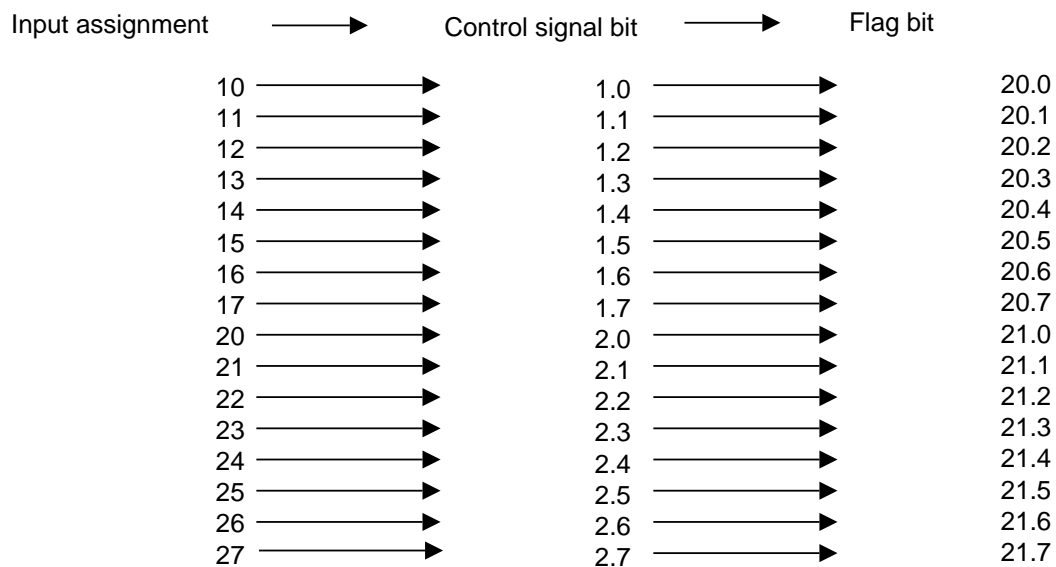 Input assignment Control signal bit Flag bit
10 1.0 20.0
11 1.1 20.1
12 1.2 20.2
13 1.3 20.3
14 1.4 20.4
15 1.5 20.5
16 1.6 20.6
17 1.7 20.7
20 2.0 21.0
21 2.1 21.1
22 2.2 21.2
23 2.3 21.3
24 2.4 21.4
25 2.5 21.5
26 2.6 21.6
27 2.7 21.7